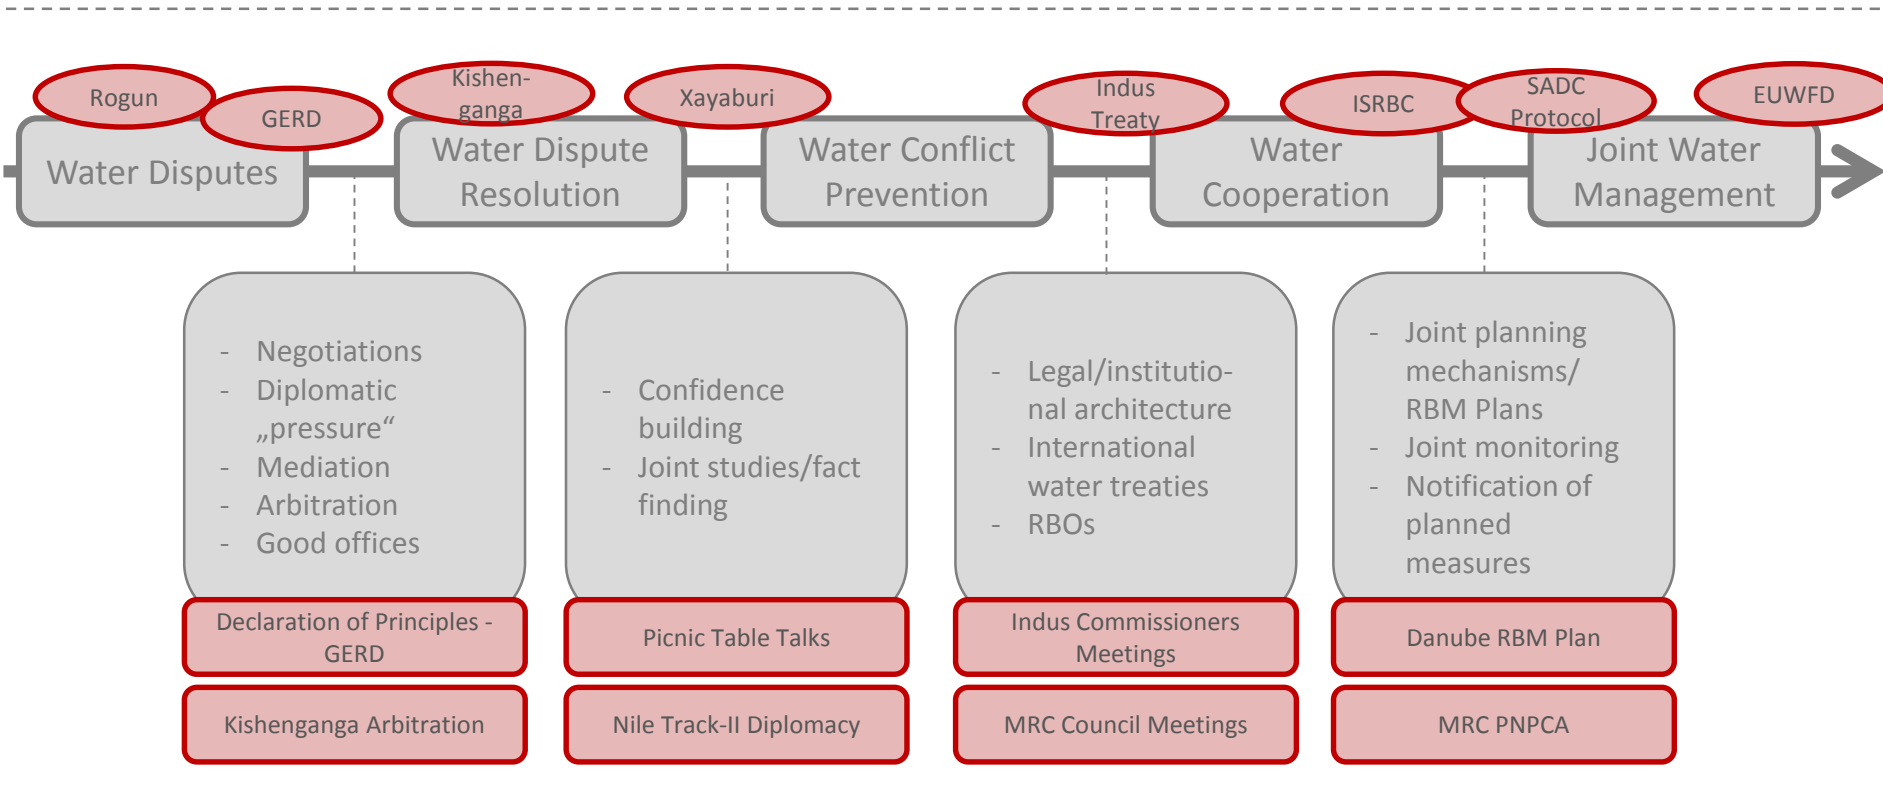 Rogun
GERD
Kishen-
ganga
Xayaburi
Indus
Treaty
ISRBC
SADC
Protocol
EUWFD
Water Disputes
Water Dispute
Resolution
Water Conflict
Prevention
Water
Cooperation
Joint Water
Management
- Negotiations
- Diplomatic
„pressure“
- Mediation
- Arbitration
- Good offices
Declaration of Principles -
GERD
Kishenganga Arbitration
- Confidence
building
- Joint studies/fact
finding
Picnic Table Talks
Nile Track-II Diplomacy
- Legal/institutio-
nal architecture
- International
water treaties
- RBOs
Indus Commissioners
Meetings
MRC Council Meetings
- Joint planning
mechanisms/
RBM Plans
- Joint monitoring
- Notification of
planned
measures
Danube RBM Plan
MRC PNPCA